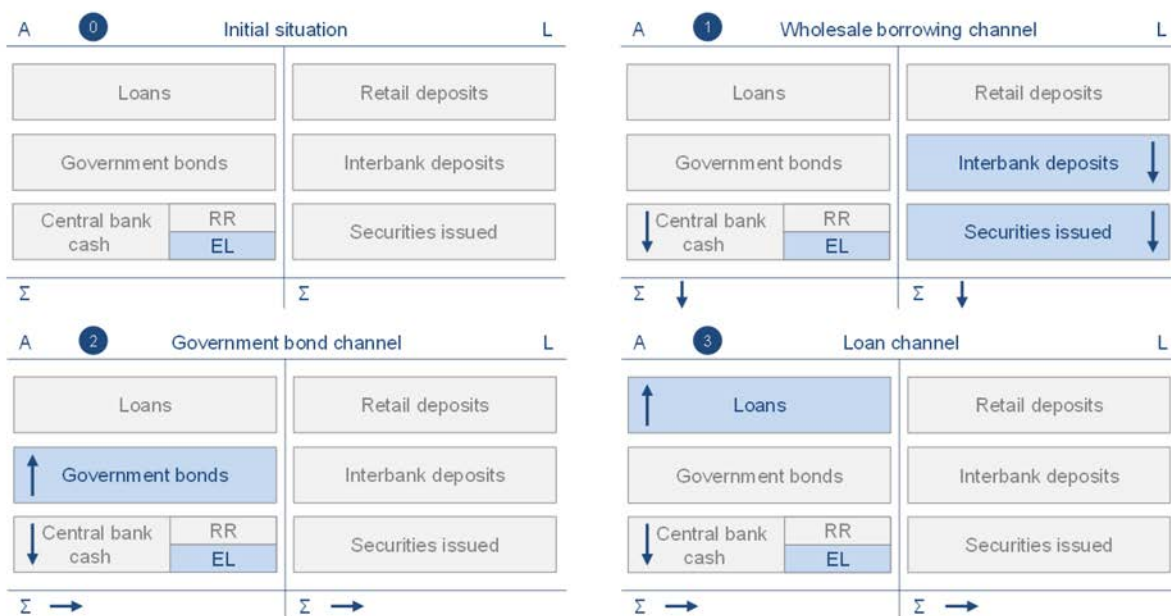 A 0 Initial situation L
Loans Retail deposits
Government bonds Interbank deposits
Central bank cash RR EL Securities issued
Σ Σ
A 1 Wholesale borrowing channel L
Loans Retail deposits
Government bonds Interbank deposits
Central bank cash RR EL Securities issued
Σ Σ
A 2 Government bond channel L
Loans Retail deposits
Government bonds Interbank deposits
Central bank cash RR EL Securities issued
Σ Σ
A 3 Loan channel L
Loans Retail deposits
Government bonds Interbank deposits
Central bank cash RR EL Securities issued
Σ Σ